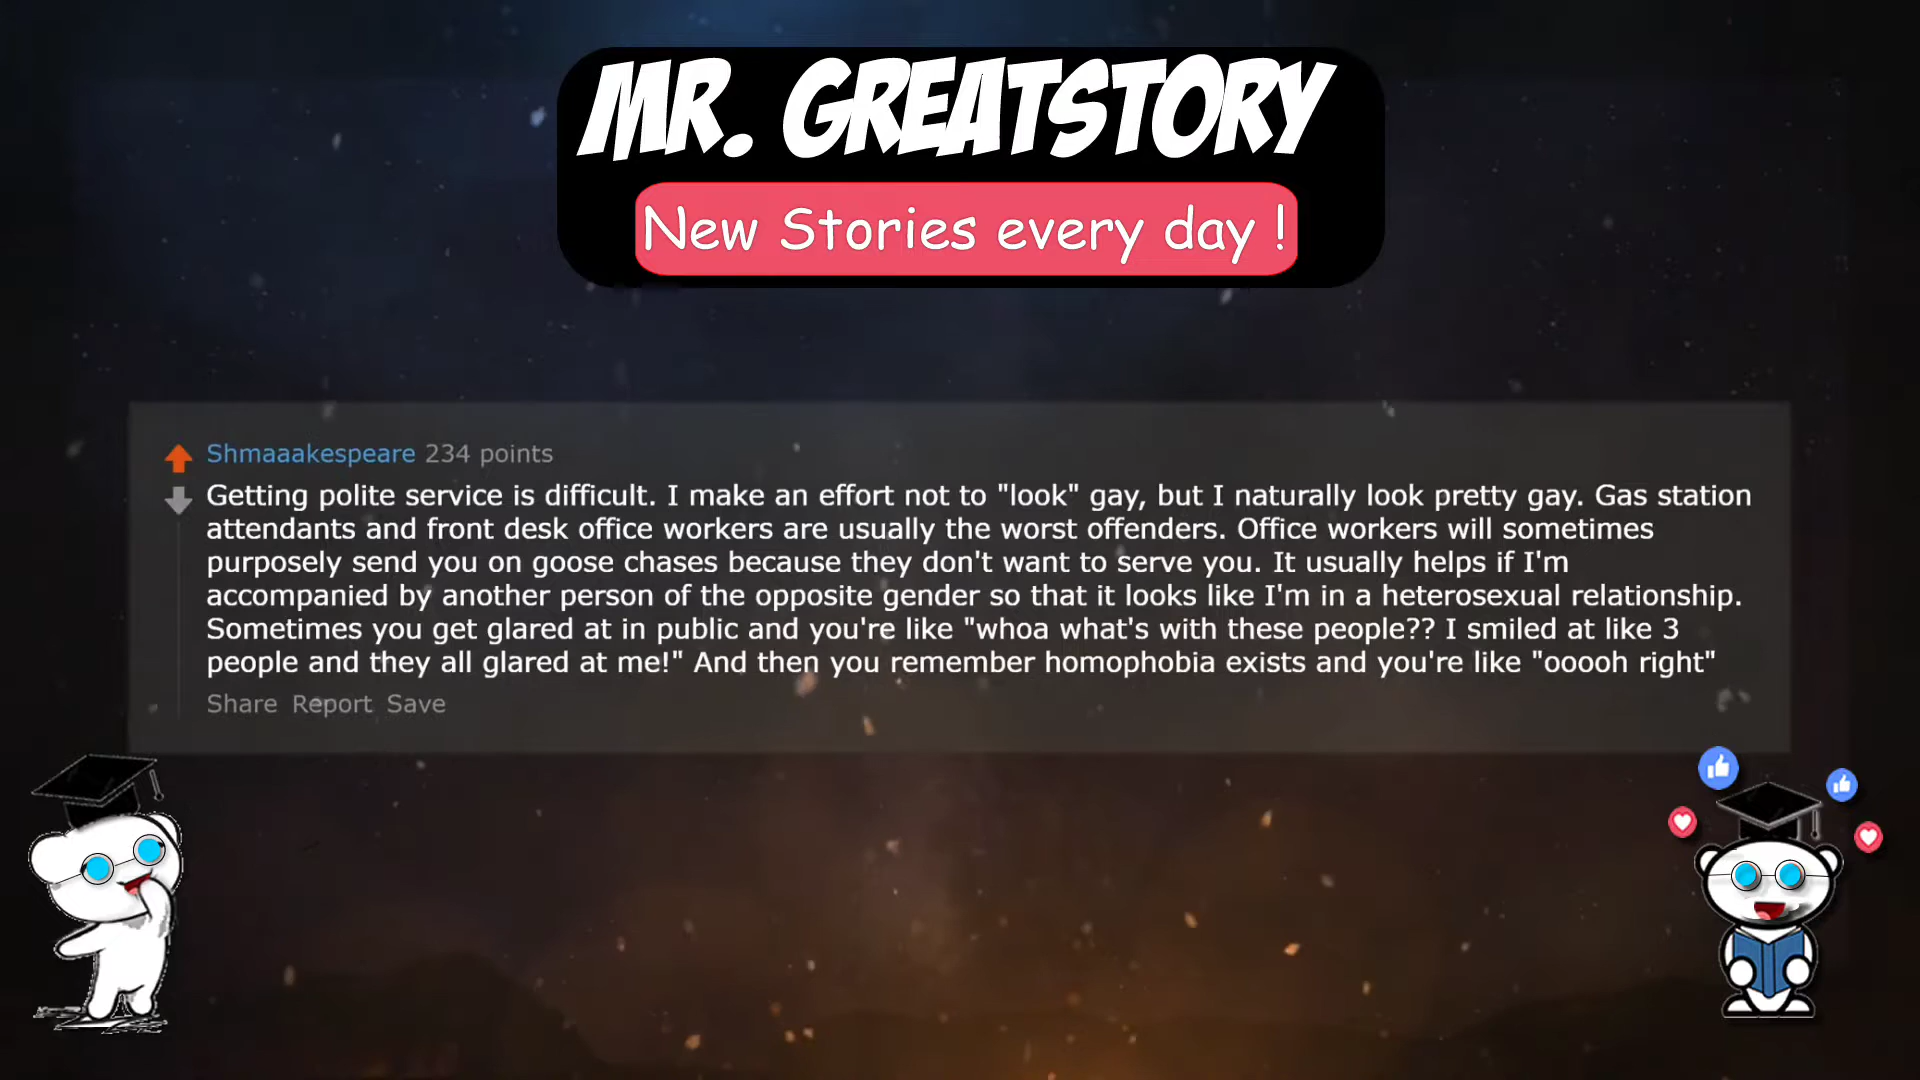 MR. GREATSTORY
New Stories every day !
Shmaaakespeare 234 points
Getting polite service is difficult. I make an effort not to "look" gay, but I naturally look pretty gay. Gas station
attendants and front desk office workers are usually the worst offenders. Office workers will sometimes
purposely send you on goose chases because they don't want to serve you. It usually helps if I'm
accompanied by another person of the opposite gender so that it looks like I'm in a heterosexual relationship.
Sometimes you get glared at in public and you're like "whoa what's with these people?? I smiled at like 3
people and they all glared at me!" And then you remember homophobia exists and you're like "ooooh right"
Share Report Save